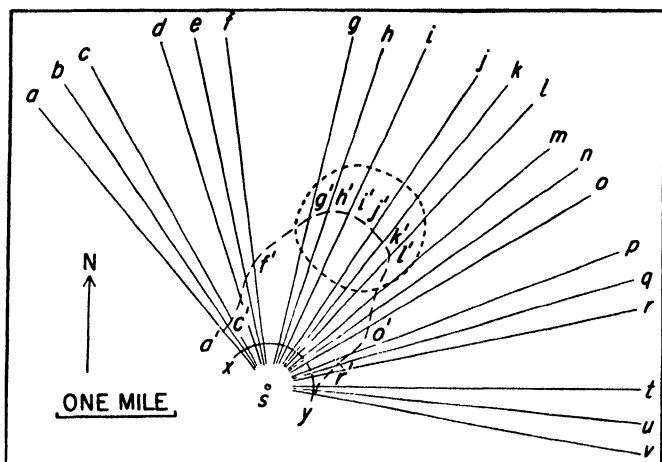 a b c d e f g h i j k l m n o p q r t u v
g' h' i' j' k' l'
f'
c'
a'
o'
r'
x
y
s
N
ONE MILE